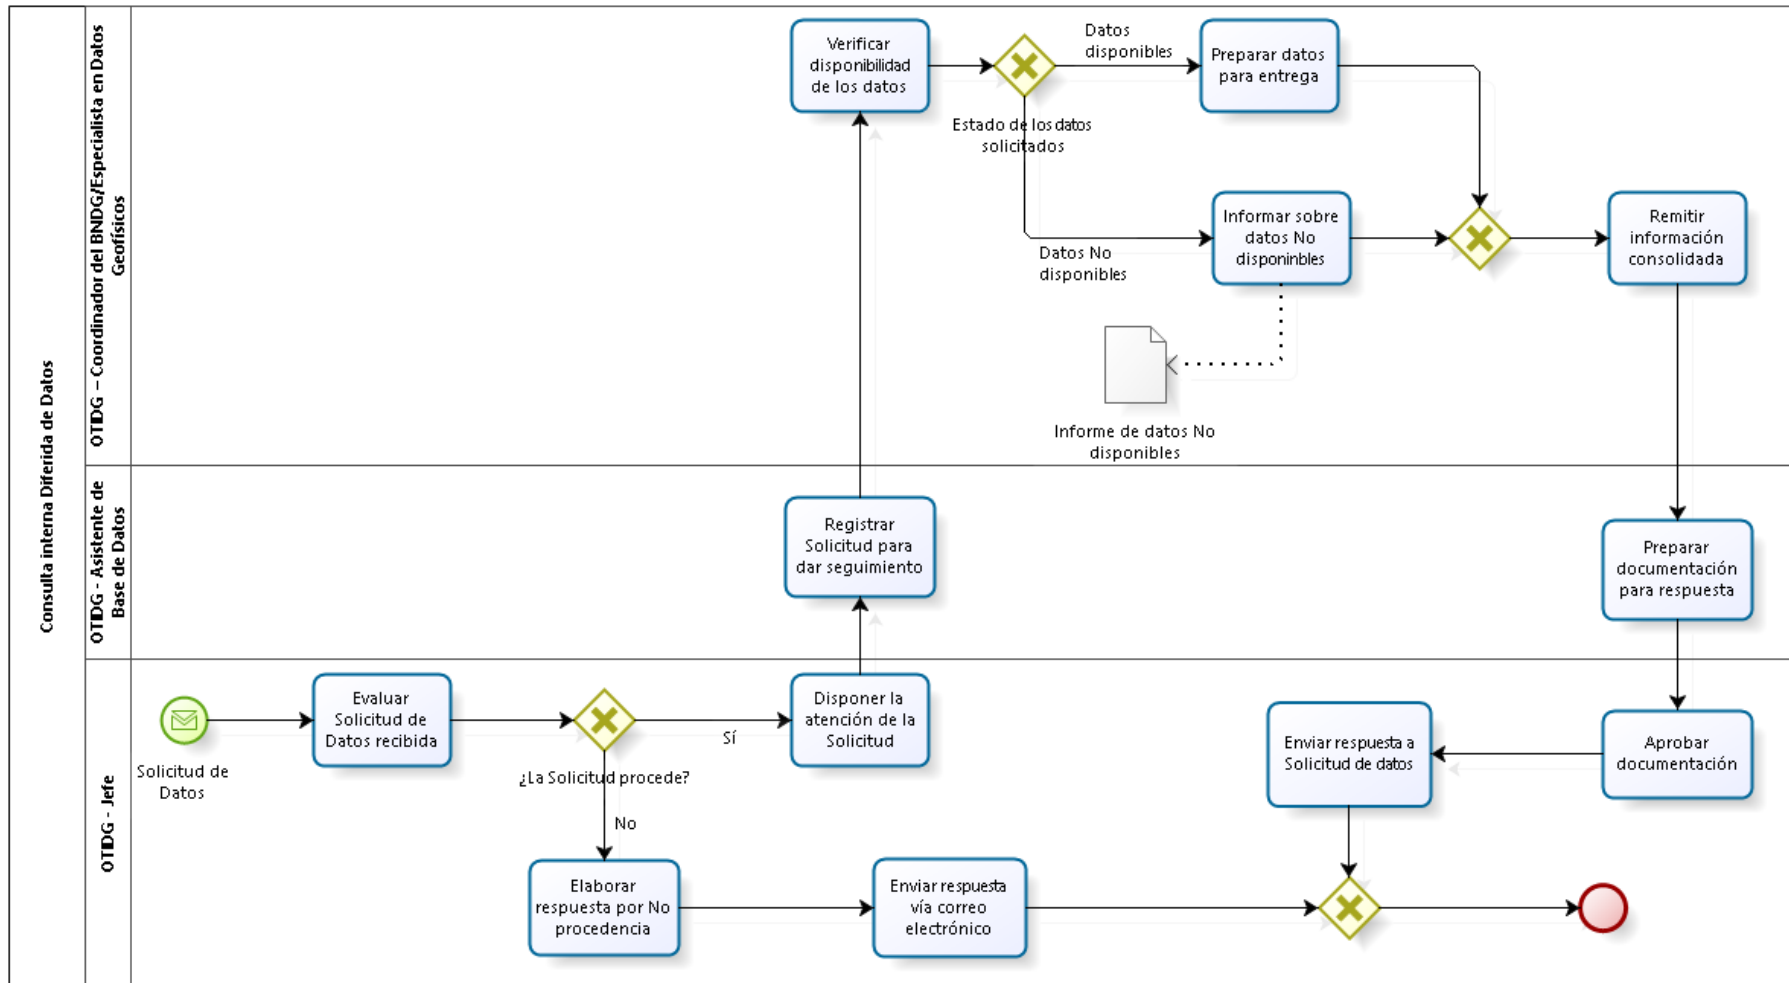 Consulta interna Diferida de Datos
OTIDG – Coordinador del BNDG/Especialista en Datos
Geofísicos
Verificar
disponibilidad
de los datos
Datos
disponibles
Estado de los datos
solicitados
Preparar datos
para entrega
Datos No
disponibles
Informar sobre
datos No
disponinbles
Informe de datos No
disponibles
Remitir
información
consolidada
OTIDG - Asistente de
Base de Datos
Registrar
Solicitud para
dar seguimiento
Preparar
documentación
para respuesta
OTIDG - Jefe
Solicitud de
Datos
Evaluar
Solicitud de
Datos recibida
¿La Solicitud procede?
Sí
No
Disponer la
atención de la
Solicitud
Elaborar
respuesta por No
procedencia
Enviar respuesta
vía correo
electrónico
Enviar respuesta a
Solicitud de datos
Aprobar
documentación